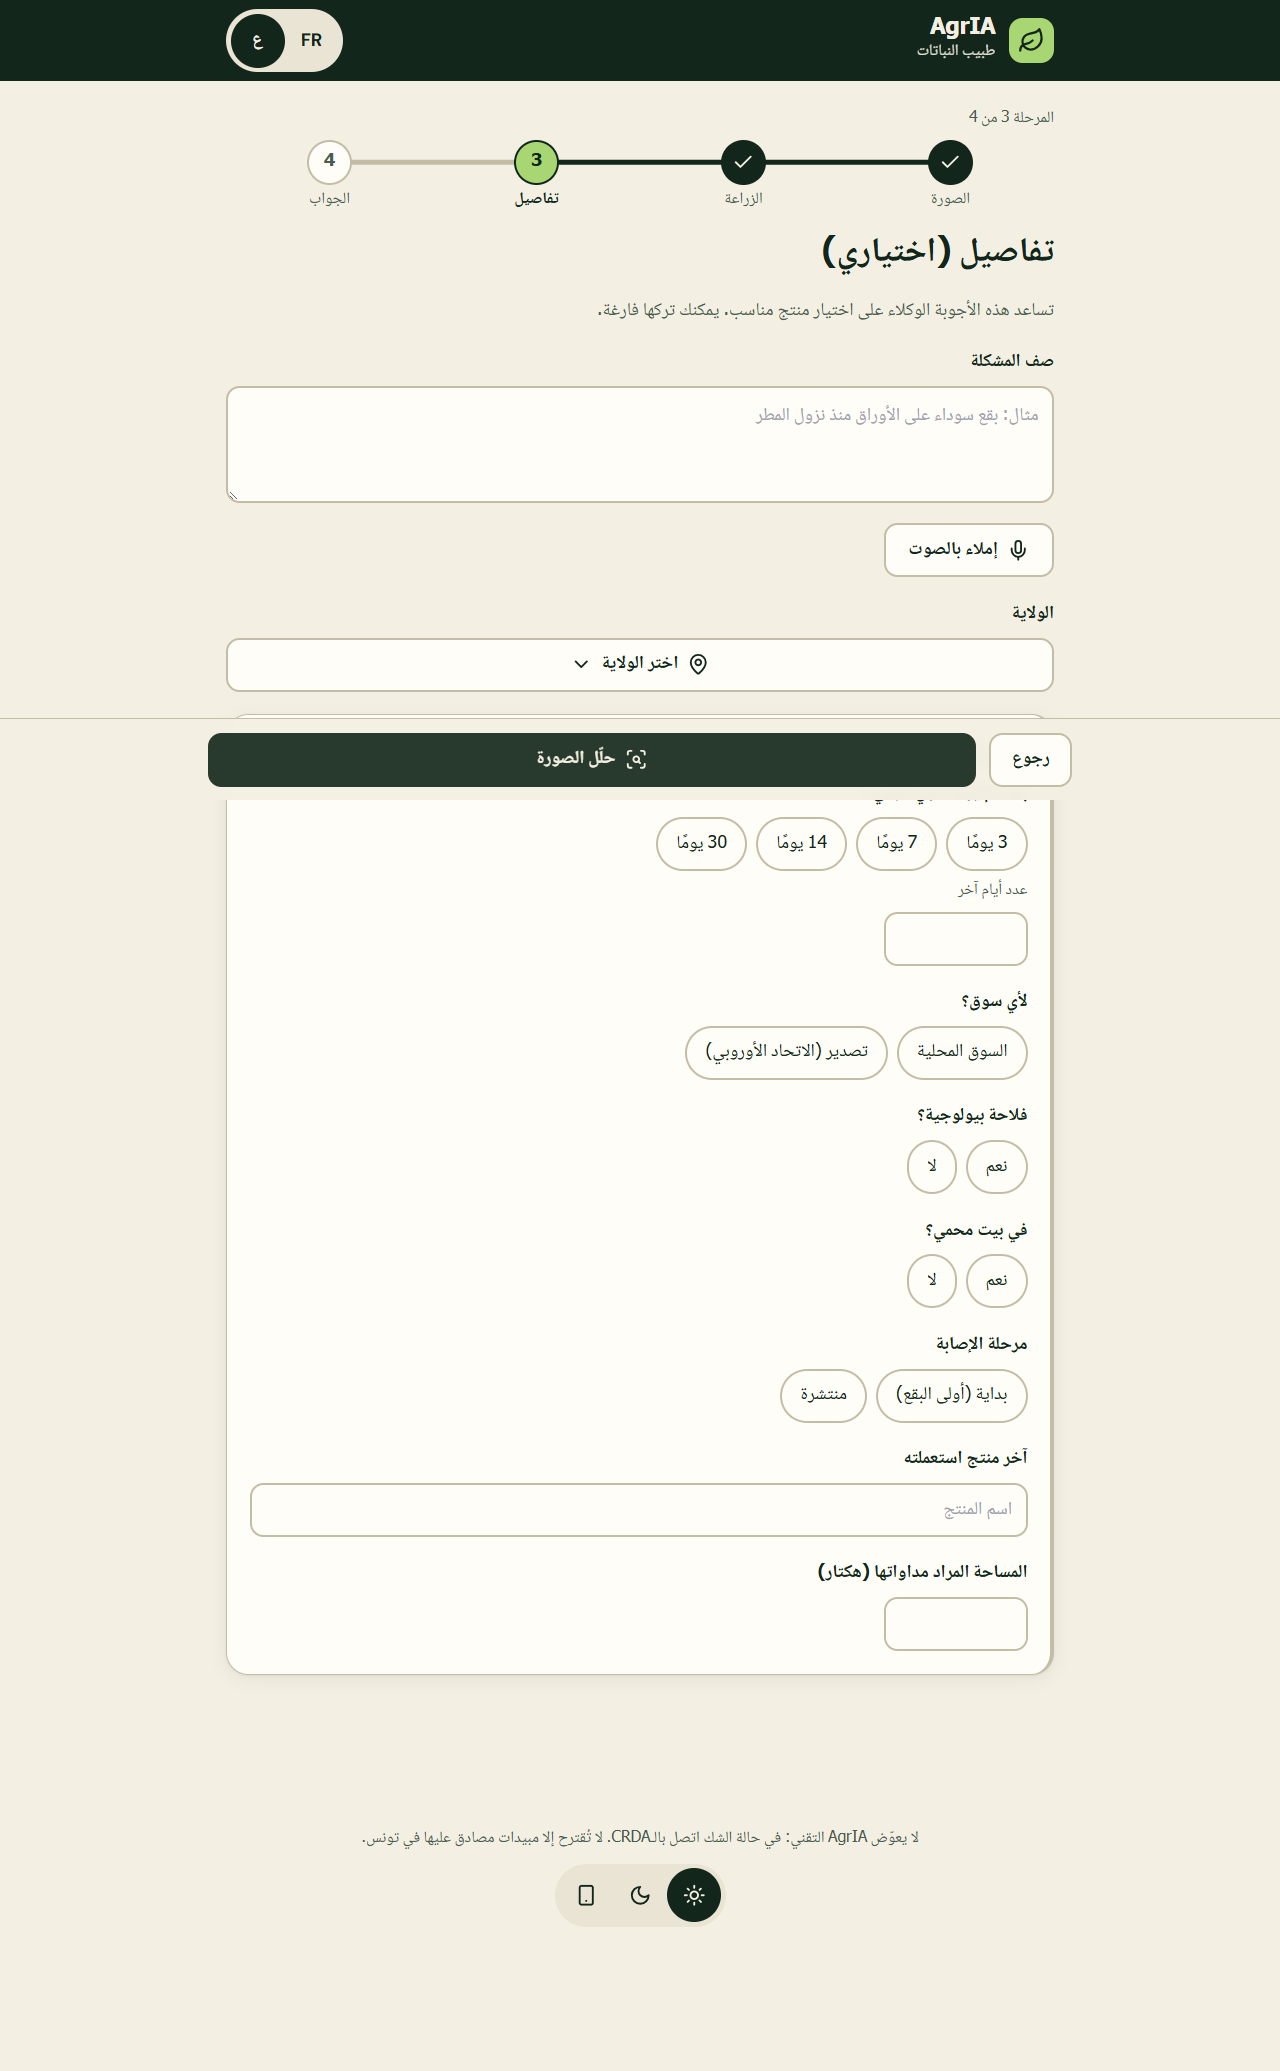 AgrIA
طبيب النباتات
FR
ع
المرحلة 3 من 4
3
4
الصورة
الزراعة
تفاصيل
الجواب
تفاصيل (اختياري)
تساعد هذه الأجوبة الوكلاء على اختيار منتج مناسب. يمكنك تركها فارغة.
صف المشكلة
مثال: بقع سوداء على الأوراق منذ نزول المطر
إملاء بالصوت
الولاية
اختر الولاية
رجوع
حلّل الصورة
3 يومًا
7 يومًا
14 يومًا
30 يومًا
عدد أيام آخر
لأي سوق؟
السوق المحلية
تصدير (الاتحاد الأوروبي)
فلاحة بيولوجية؟
نعم
لا
في بيت محمي؟
نعم
لا
مرحلة الإصابة
بداية (أولى البقع)
منتشرة
آخر منتج استعملته
اسم المنتج
المساحة المراد مداواتها (هكتار)
لا يعوّض AgrIA التقني: في حالة الشك اتصل بالـCRDA. لا تُقترح إلا مبيدات مصادق عليها في تونس.